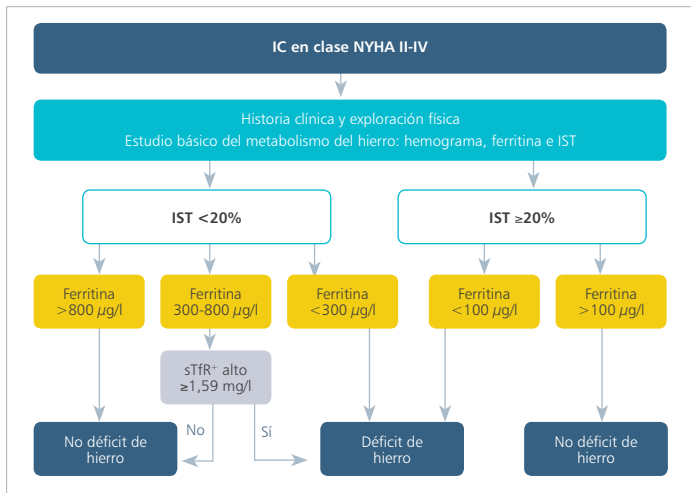 IC en clase NYHA II-IV
Historia clínica y exploración física
Estudio básico del metabolismo del hierro: hemograma, ferritina e IST
IST <20%
IST ≥20%
Ferritina
>800 µg/l
Ferritina
300-800 µg/l
Ferritina
<300 µg/l
Ferritina
<100 µg/l
Ferritina
>100 µg/l
sTfR⁺ alto
≥1,59 mg/l
No
Sí
No déficit de
hierro
Déficit de
hierro
No déficit de
hierro